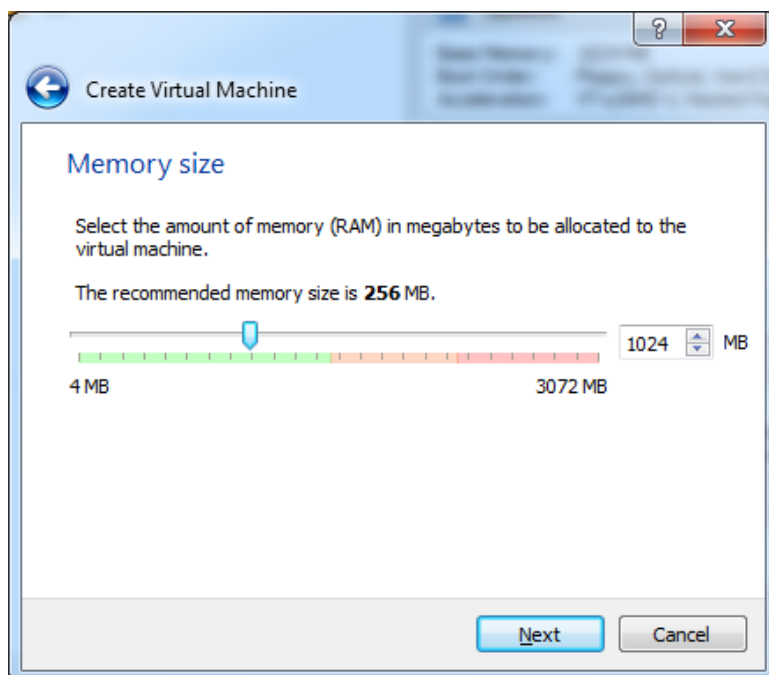 Create Virtual Machine
Memory size
Select the amount of memory (RAM) in megabytes to be allocated to the
virtual machine.
The recommended memory size is 256 MB.
1024 MB
4 MB 3072 MB
Next Cancel